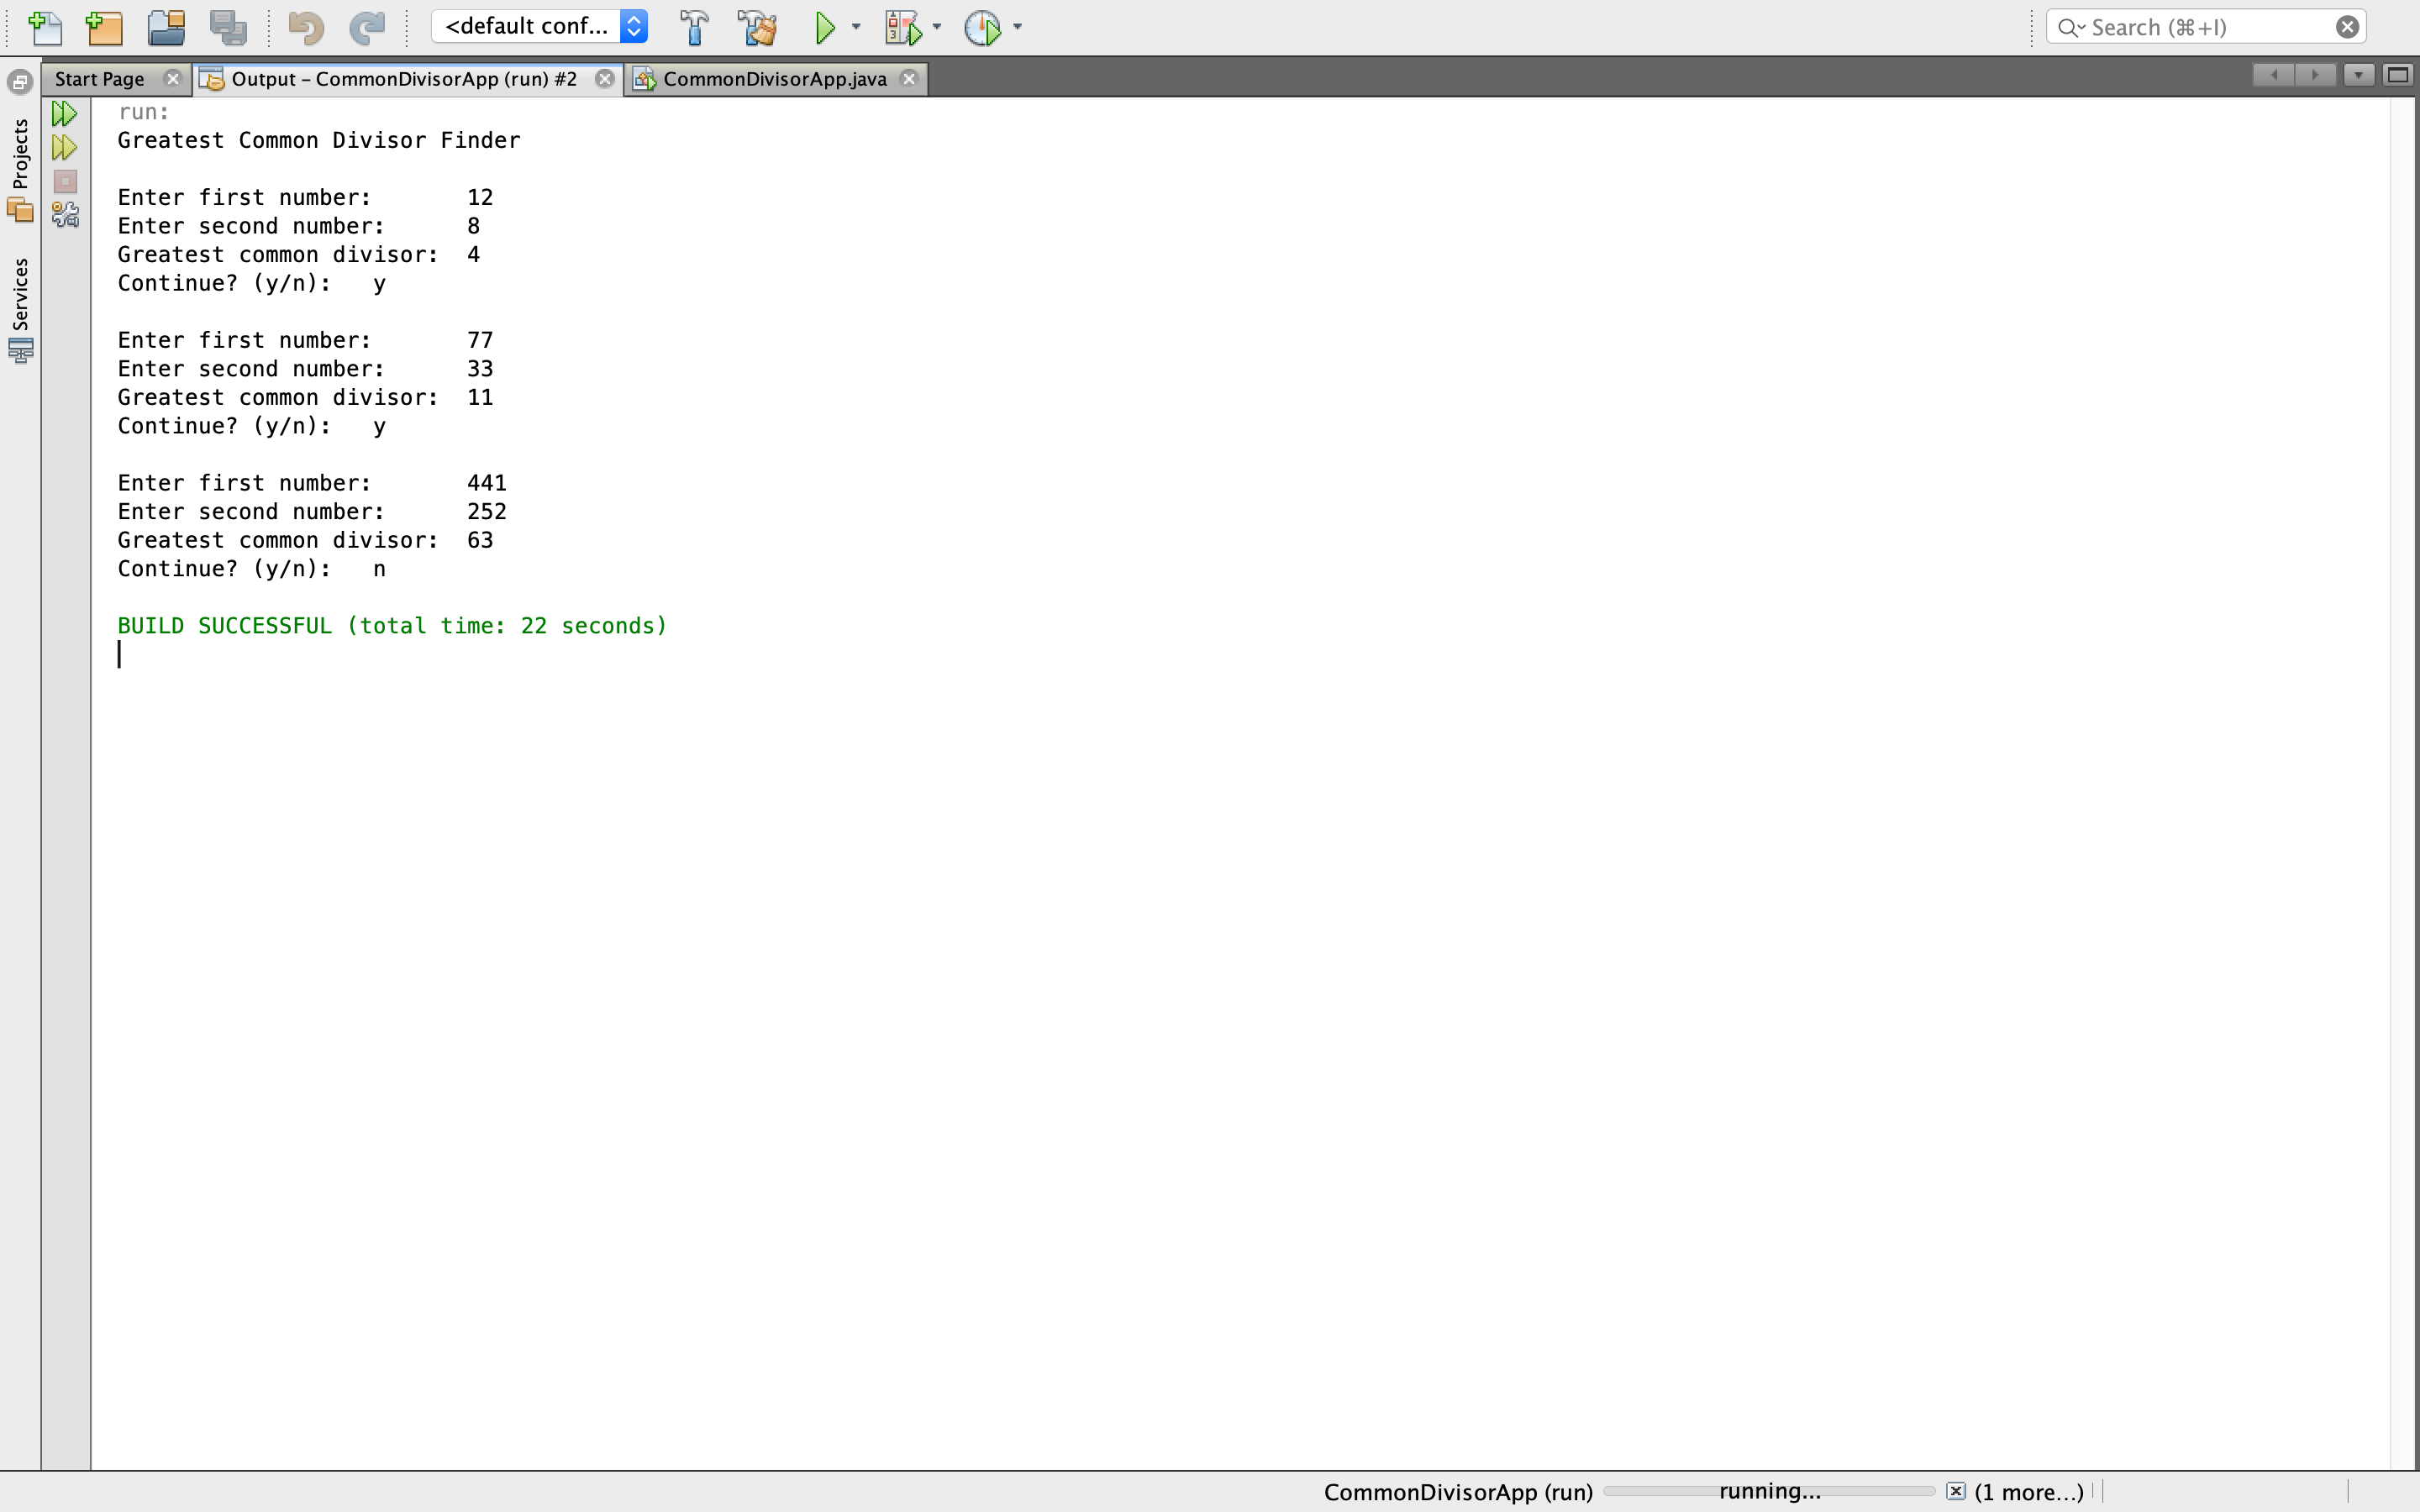 <default conf...
Search (⌘+I)
Start Page
Output – CommonDivisorApp (run) #2
CommonDivisorApp.java
Projects
Services
run:
Greatest Common Divisor Finder
Enter first number: 12
Enter second number: 8
Greatest common divisor: 4
Continue? (y/n): y
Enter first number: 77
Enter second number: 33
Greatest common divisor: 11
Continue? (y/n): y
Enter first number: 441
Enter second number: 252
Greatest common divisor: 63
Continue? (y/n): n
BUILD SUCCESSFUL (total time: 22 seconds)
CommonDivisorApp (run) running... (1 more...)